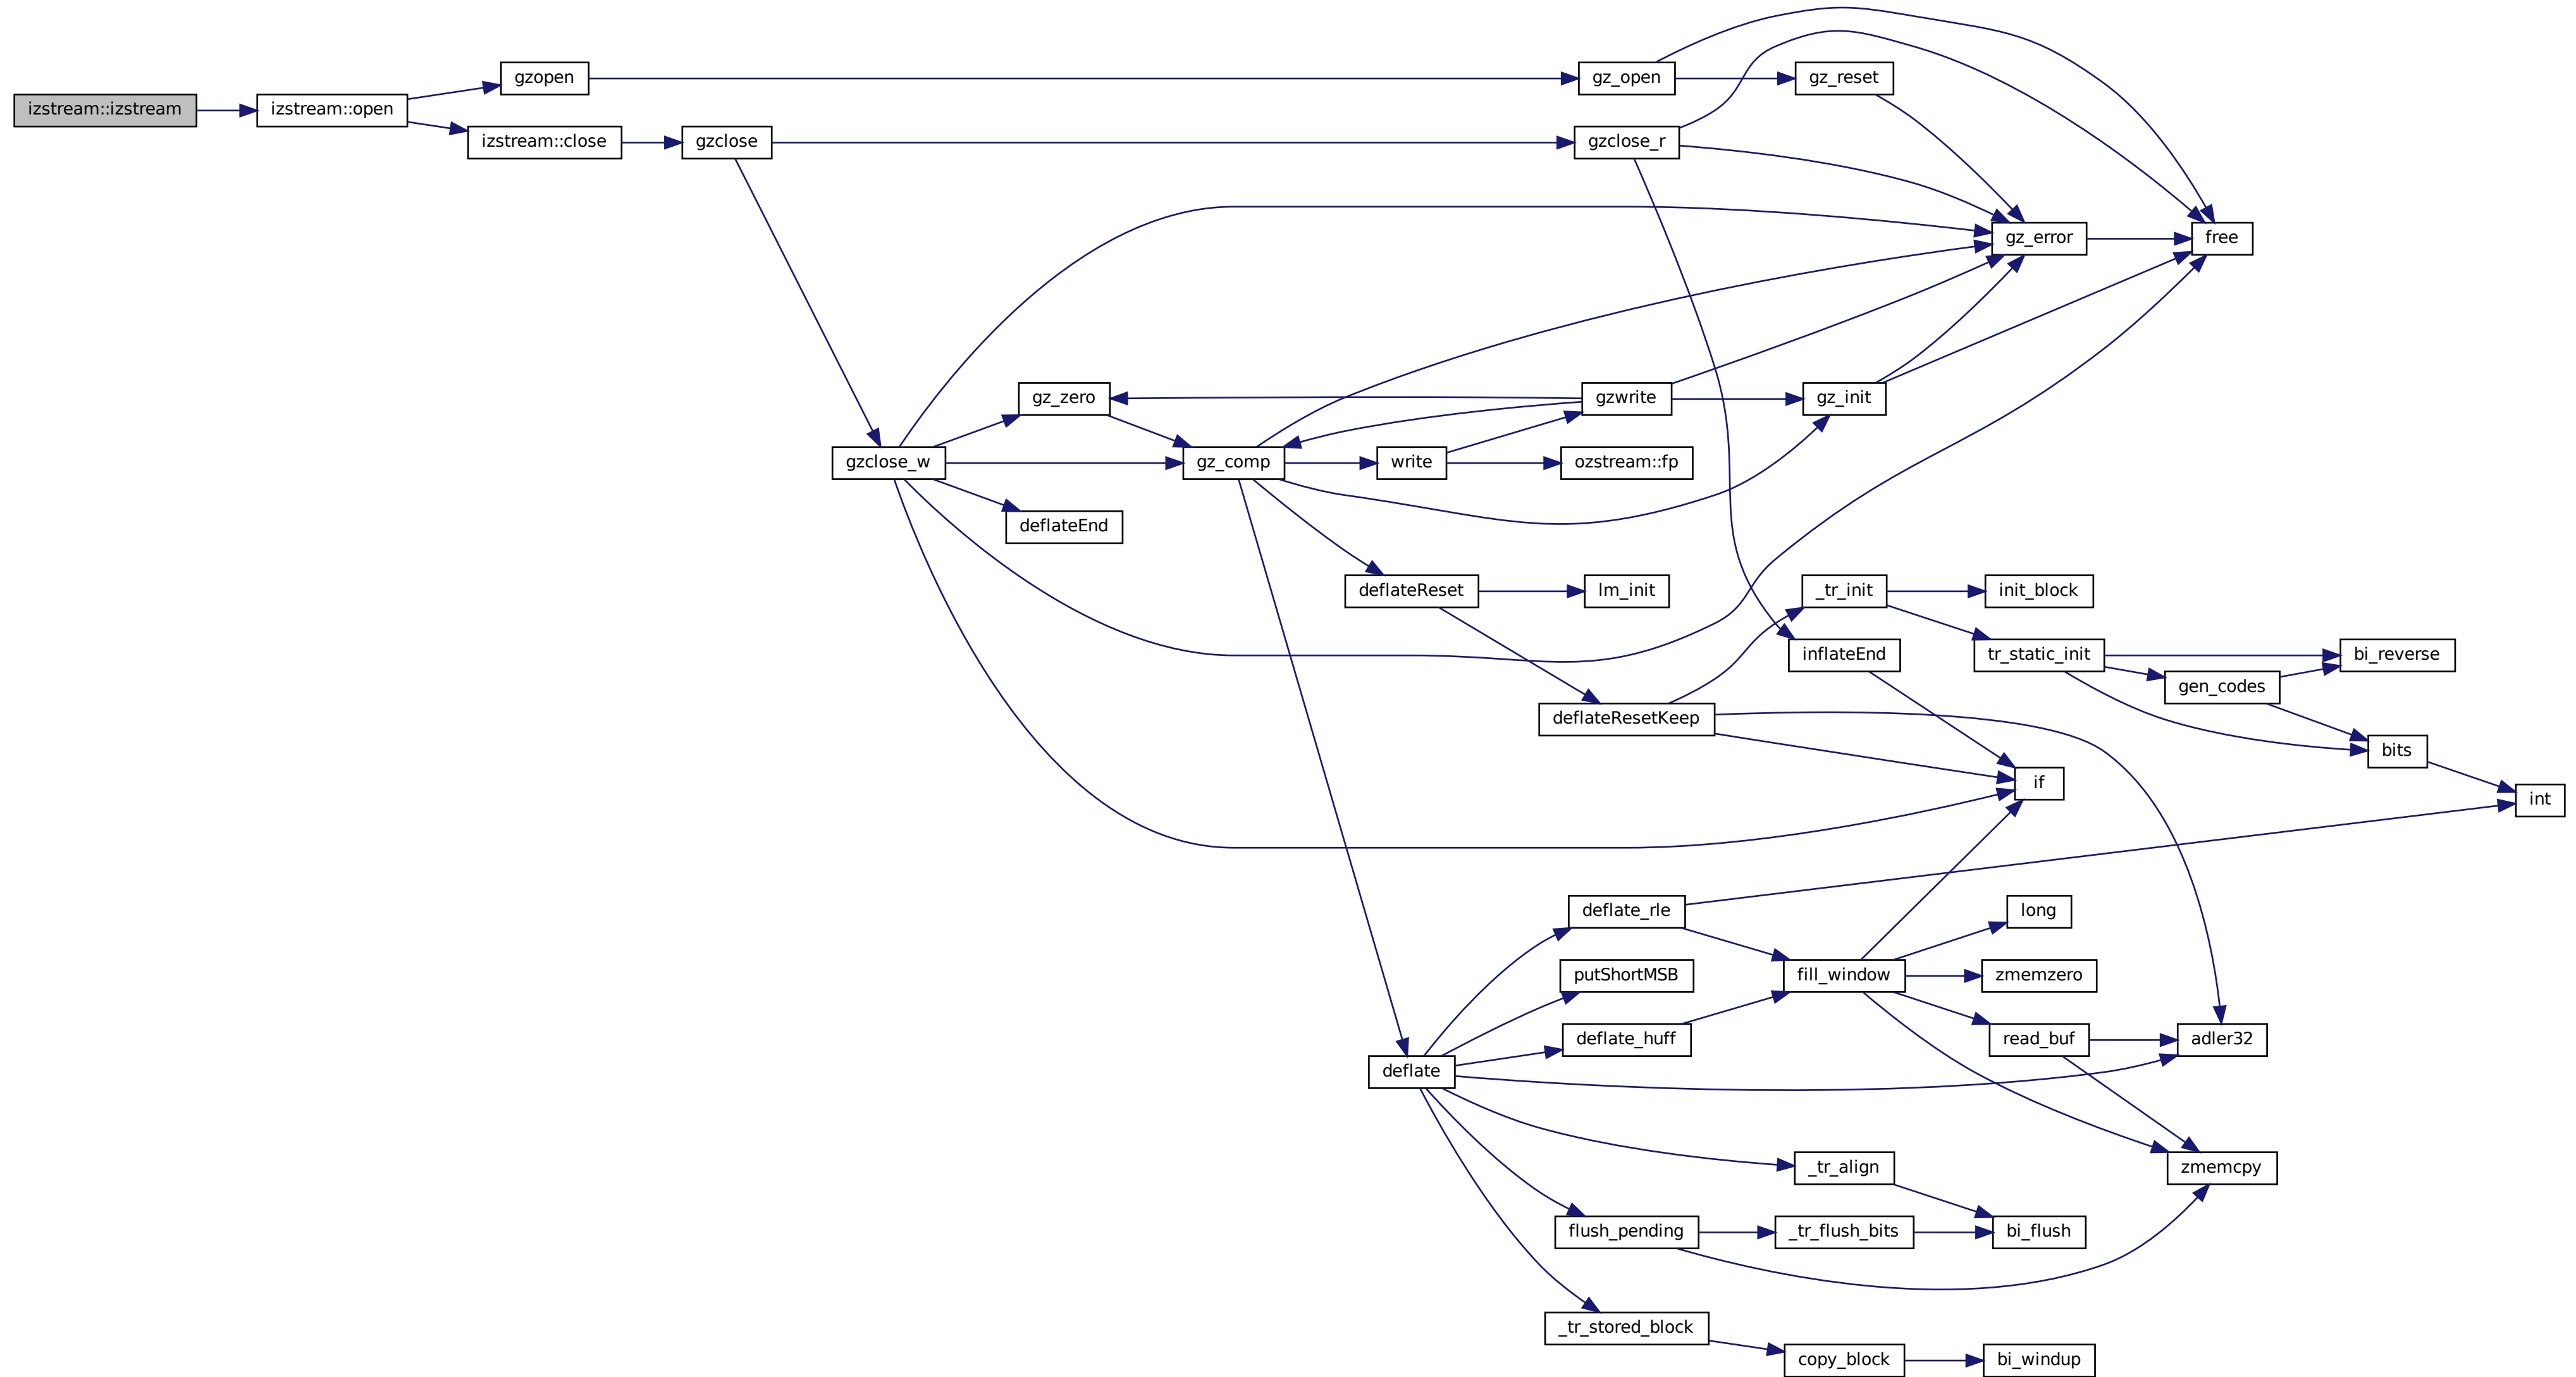 izstream::izstream
izstream::open
gzopen
izstream::close
gzclose
gz_open
gz_reset
gzclose_r
gz_error
free
gz_zero
gzwrite
gz_init
gzclose_w
gz_comp
write
ozstream::fp
deflateEnd
deflateReset
lm_init
_tr_init
init_block
inflateEnd
tr_static_init
bi_reverse
gen_codes
deflateResetKeep
bits
if
int
deflate_rle
long
putShortMSB
fill_window
zmemzero
deflate_huff
read_buf
adler32
deflate
_tr_align
zmemcpy
flush_pending
_tr_flush_bits
bi_flush
_tr_stored_block
copy_block
bi_windup